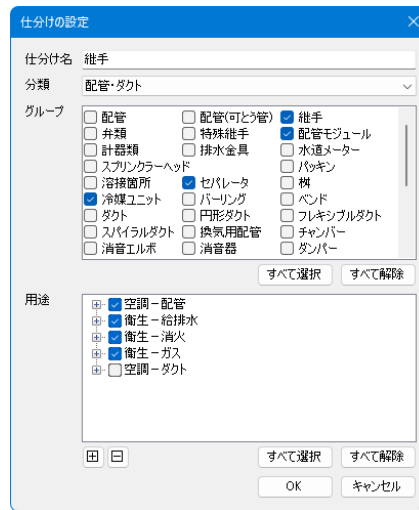 仕分けの設定
仕分け名 継手
分類 配管・ダクト
グループ
配管 配管(可とう管) 継手
弁類 特殊継手 配管モジュール
計器類 排水金具 水道メーター
スプリンクラーヘッド パッキン
溶接箇所 セパレータ 桝
冷媒ユニット バーリング ベンド
ダクト 円形ダクト フレキシブルダクト
スパイラルダクト 換気用配管 チャンバー
消音エルボ 消音器 ダンパー
すべて選択 すべて解除
用途
空調－配管
衛生－給排水
衛生－消火
衛生－ガス
空調－ダクト
すべて選択 すべて解除
OK キャンセル